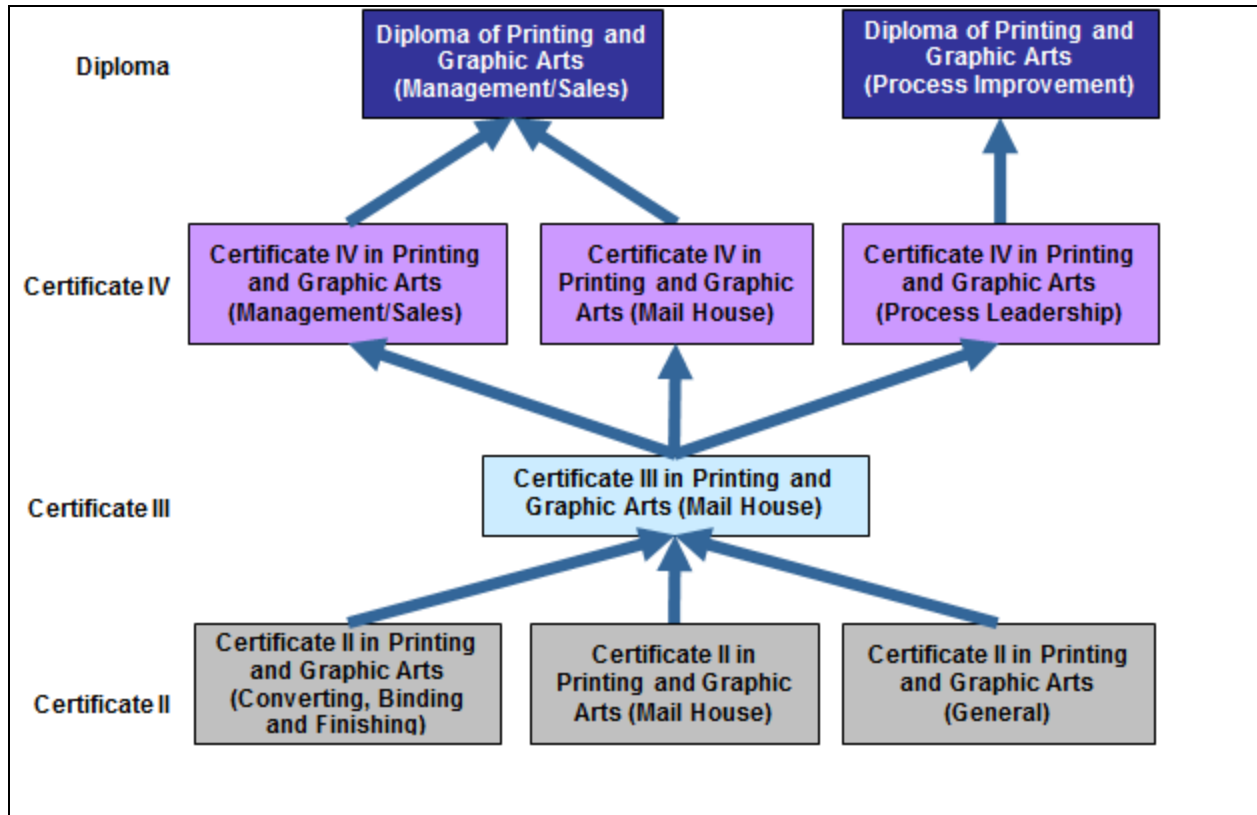 Diploma
Diploma of Printing and
Graphic Arts
(Management/Sales)
Diploma of Printing and
Graphic Arts
(Process Improvement)
Certificate IV
Certificate IV in Printing
and Graphic Arts
(Management/Sales)
Certificate IV in
Printing and Graphic
Arts (Mail House)
Certificate IV in Printing
and Graphic Arts
(Process Leadership)
Certificate III
Certificate III in Printing and
Graphic Arts (Mail House)
Certificate II
Certificate II in Printing
and Graphic Arts
(Converting, Binding
and Finishing)
Certificate II in
Printing and Graphic
Arts (Mail House)
Certificate II in Printing
and Graphic Arts
(General)